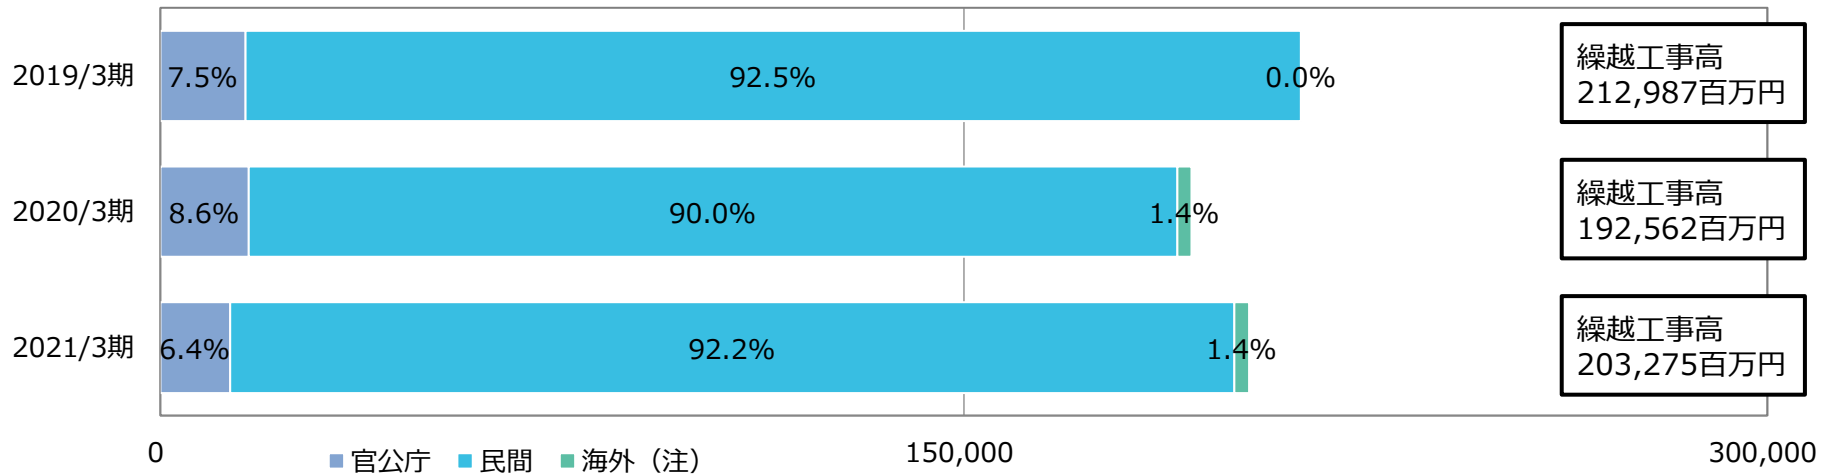 2019/3期
7.5%
92.5%
0.0%
繰越工事高
212,987百万円
2020/3期
8.6%
90.0%
1.4%
繰越工事高
192,562百万円
2021/3期
6.4%
92.2%
1.4%
繰越工事高
203,275百万円
0
150,000
300,000
官公庁 民間 海外（注）